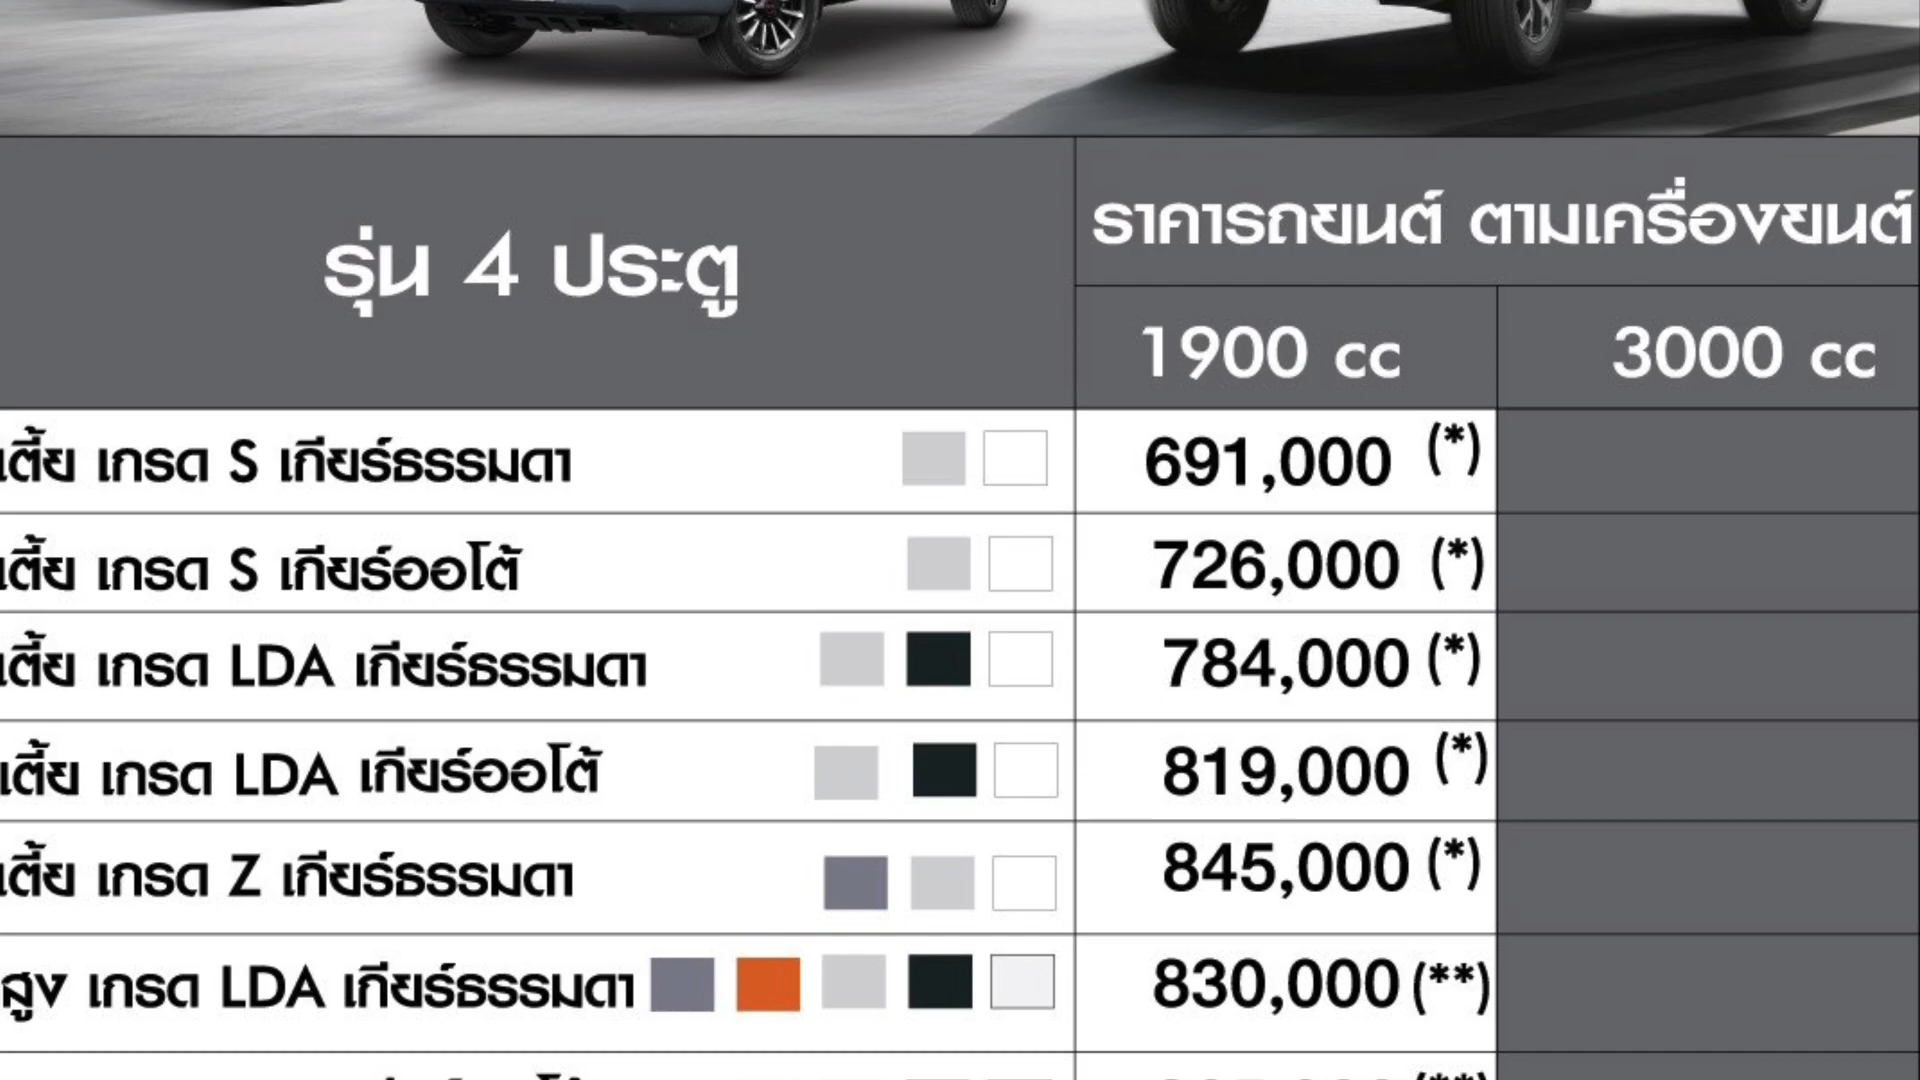 รุ่น 4 ประตู
ราคารถยนต์ ตามเครื่องยนต์
1900 cc 3000 cc
เตี้ย เกรด S เกียร์ธรรมดา 691,000 (*)
เตี้ย เกรด S เกียร์ออโต้ 726,000 (*)
เตี้ย เกรด LDA เกียร์ธรรมดา 784,000 (*)
เตี้ย เกรด LDA เกียร์ออโต้ 819,000 (*)
เตี้ย เกรด Z เกียร์ธรรมดา 845,000 (*)
สูง เกรด LDA เกียร์ธรรมดา 830,000 (**)